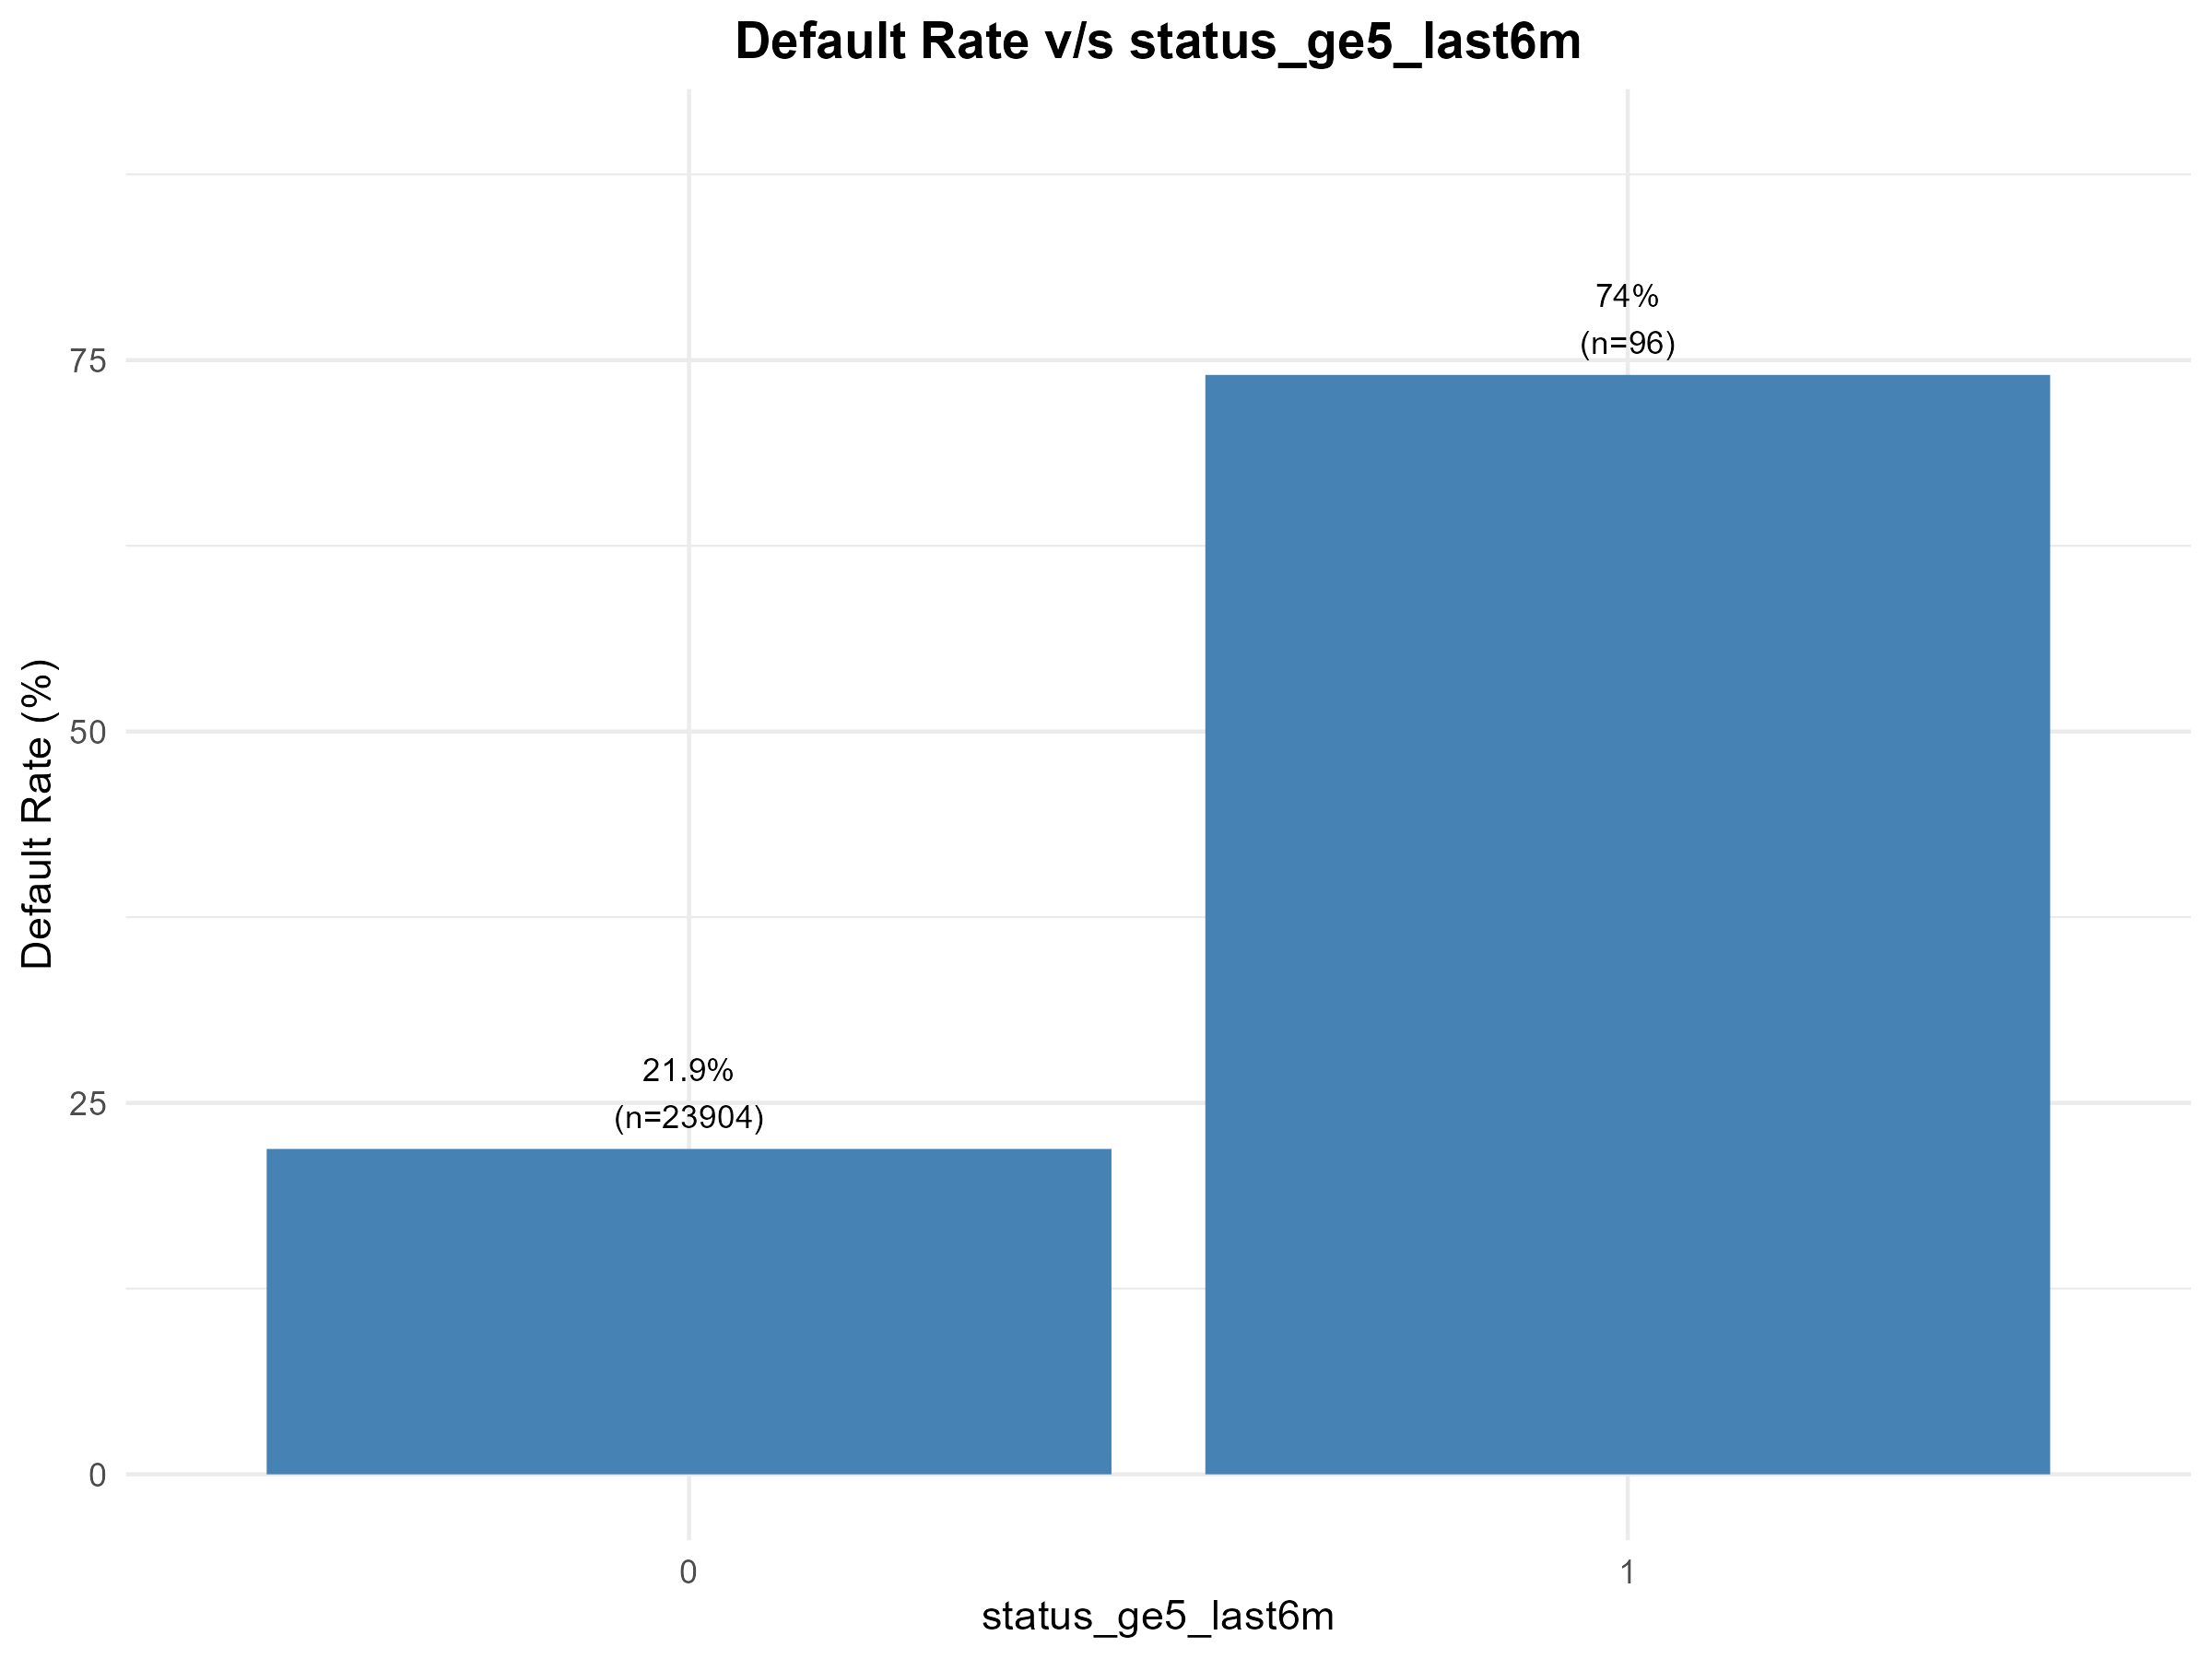 Default Rate v/s status_ge5_last6m
Default Rate (%)
75
50
25
0
74%
(n=96)
21.9%
(n=23904)
0
1
status_ge5_last6m